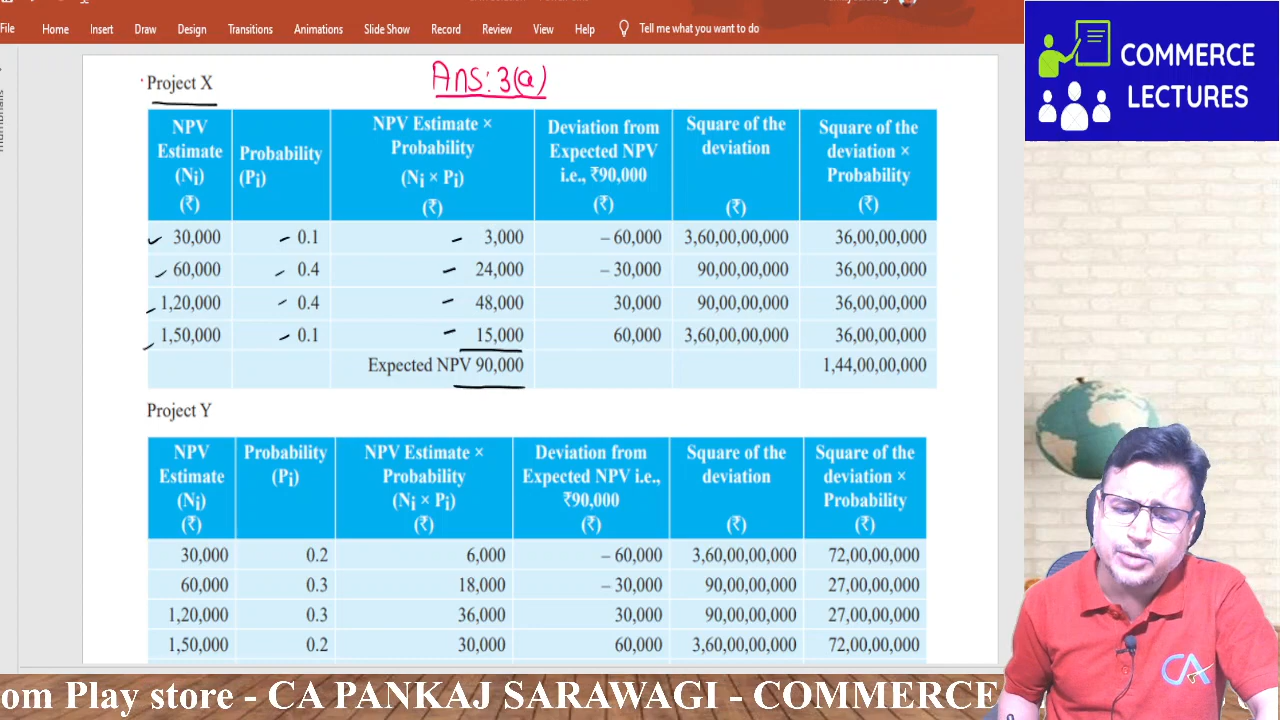 File Home Insert Draw Design Transitions Animations Slide Show Record Review View Help Tell me what you want to do
COMMERCE
LECTURES
Project X
Ans: 3(a)
NPV Estimate (Ni) (₹) Probability (Pi) NPV Estimate × Probability (Ni × Pi) (₹) Deviation from Expected NPV i.e., ₹90,000 (₹) Square of the deviation (₹) Square of the deviation × Probability (₹)
30,000 0.1 3,000 – 60,000 3,60,00,00,000 36,00,00,000
60,000 0.4 24,000 – 30,000 90,00,00,000 36,00,00,000
1,20,000 0.4 48,000 30,000 90,00,00,000 36,00,00,000
1,50,000 0.1 15,000 60,000 3,60,00,00,000 36,00,00,000
Expected NPV 90,000 1,44,00,00,000
Project Y
NPV Estimate (Ni) (₹) Probability (Pi) NPV Estimate × Probability (Ni × Pi) (₹) Deviation from Expected NPV i.e., ₹90,000 (₹) Square of the deviation (₹) Square of the deviation × Probability (₹)
30,000 0.2 6,000 – 60,000 3,60,00,00,000 72,00,00,000
60,000 0.3 18,000 – 30,000 90,00,00,000 27,00,00,000
1,20,000 0.3 36,000 30,000 90,00,00,000 27,00,00,000
1,50,000 0.2 30,000 60,000 3,60,00,00,000 72,00,00,000
CA
om Play store - CA PANKAJ SARAWAGI - COMMERCE